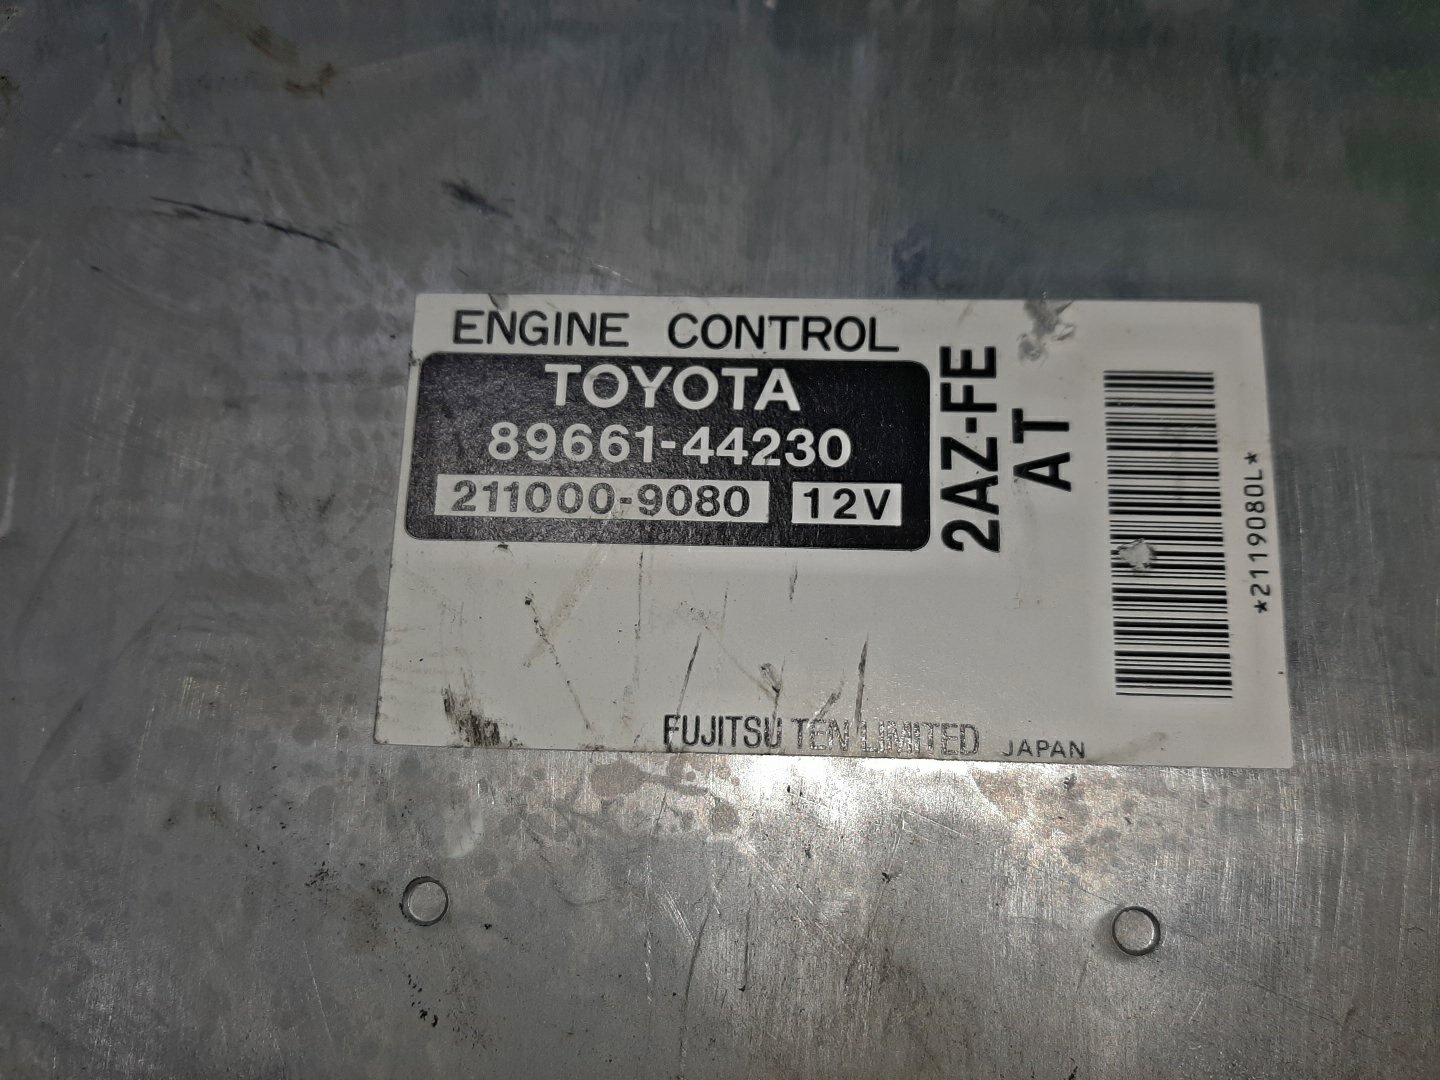 ENGINE CONTROL
TOYOTA
89661-44230
211000-9080 12V
2AZ-FE
AT
*2119080L*
FUJITSU TEN LIMITED JAPAN